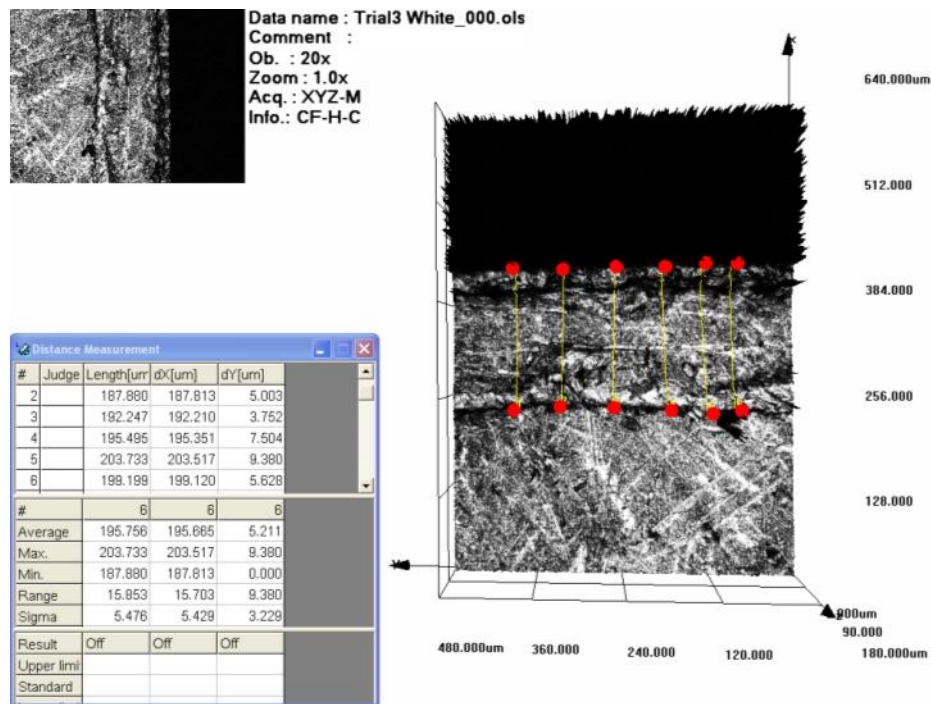 Data name : Trial3 White_000.ols
Comment :
Ob. : 20x
Zoom : 1.0x
Acq. : XYZ-M
Info.: CF-H-C
640.000um
512.000
384.000
256.000
128.000
Distance Measurement
# Judge Length[um dX[um] dY[um]
2 187.880 187.813 5.003
3 192.247 192.210 3.752
4 195.495 195.351 7.504
5 203.733 203.517 9.380
6 199.199 199.120 5.628
# 6 6 6
Average 195.756 195.665 5.211
Max. 203.733 203.517 9.380
Min. 187.880 187.813 0.000
Range 15.853 15.703 9.380
Sigma 5.476 5.429 3.229
Result Off Off Off
Upper limi
Standard
90.000
480.000um 360.000 240.000 120.000 180.000um